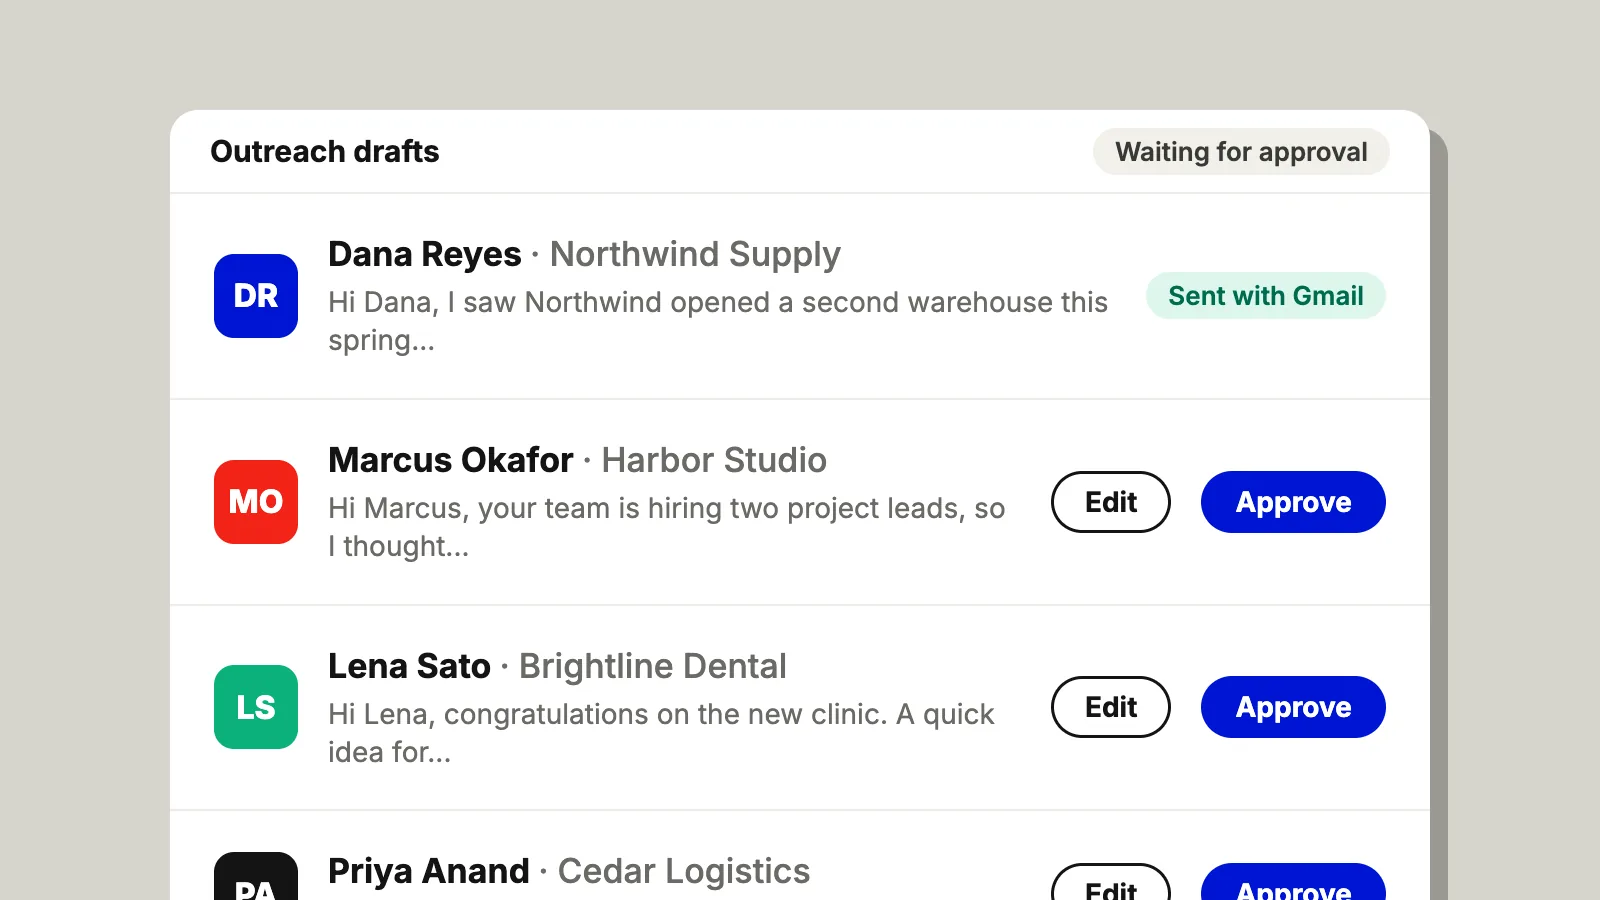 Outreach drafts
Waiting for approval
DR
Dana Reyes · Northwind Supply
Hi Dana, I saw Northwind opened a second warehouse this
spring...
Sent with Gmail
MO
Marcus Okafor · Harbor Studio
Hi Marcus, your team is hiring two project leads, so
I thought...
Edit
Approve
LS
Lena Sato · Brightline Dental
Hi Lena, congratulations on the new clinic. A quick
idea for...
Edit
Approve
PA
Priya Anand · Cedar Logistics
Edit
Approve